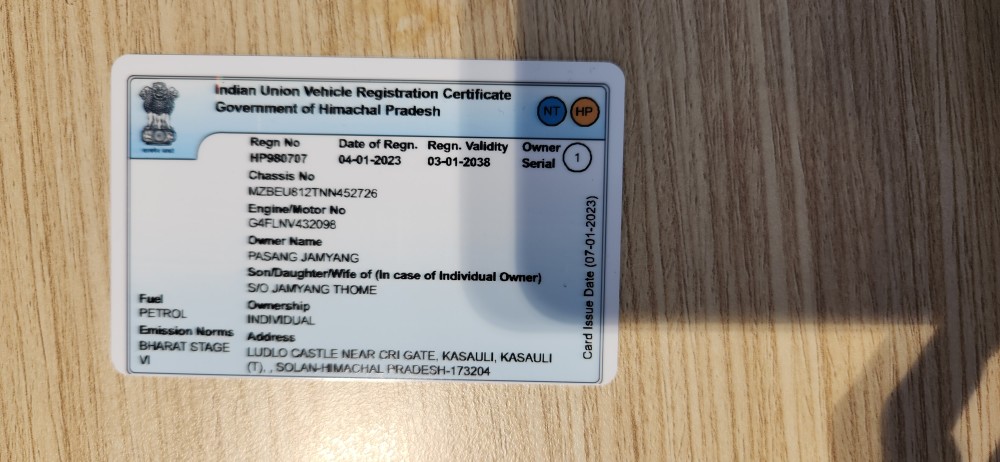 Indian Union Vehicle Registration Certificate
Government of Himachal Pradesh
NT HP
Regn No Date of Regn. Regn. Validity Owner Serial 1
HP980707 04-01-2023 03-01-2038
Chassis No
MZBEU812TNN452726
Engine/Motor No
G4FLNV432098
Owner Name
PASANG JAMYANG
Son/Daughter/Wife of (In case of Individual Owner)
S/O JAMYANG THOME
Fuel
PETROL
Ownership
INDIVIDUAL
Emission Norms
BHARAT STAGE
VI
Address
LUDLO CASTLE NEAR CRI GATE, KASAULI, KASAULI
(T), , SOLAN-HIMACHAL PRADESH-173204
Card Issue Date (07-01-2023)